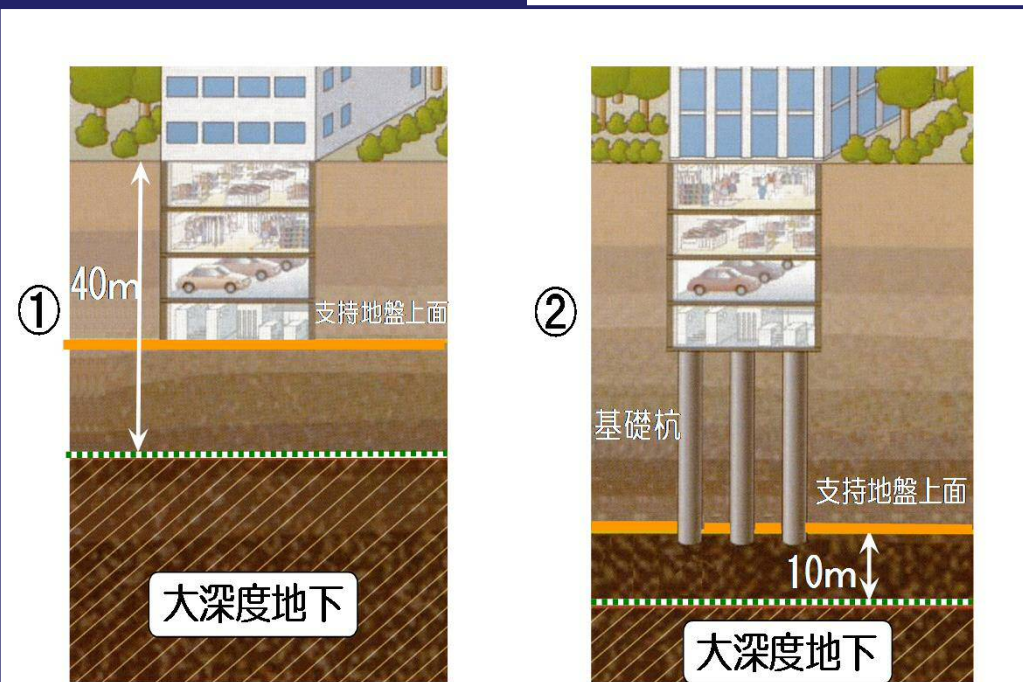 ①
40m
支持地盤上面
大深度地下
②
基礎杭
支持地盤上面
10m
大深度地下